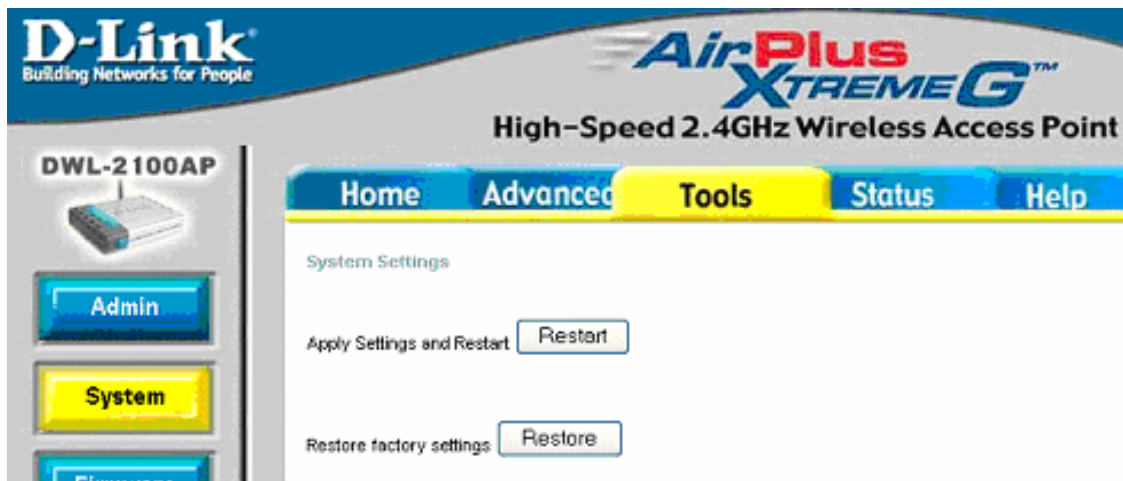 D-Link
Building Networks for People
AirPlus
XTREME G™
High-Speed 2.4GHz Wireless Access Point
DWL-2100AP
Home Advanced Tools Status Help
Admin
System
System Settings
Apply Settings and Restart Restart
Restore factory settings Restore